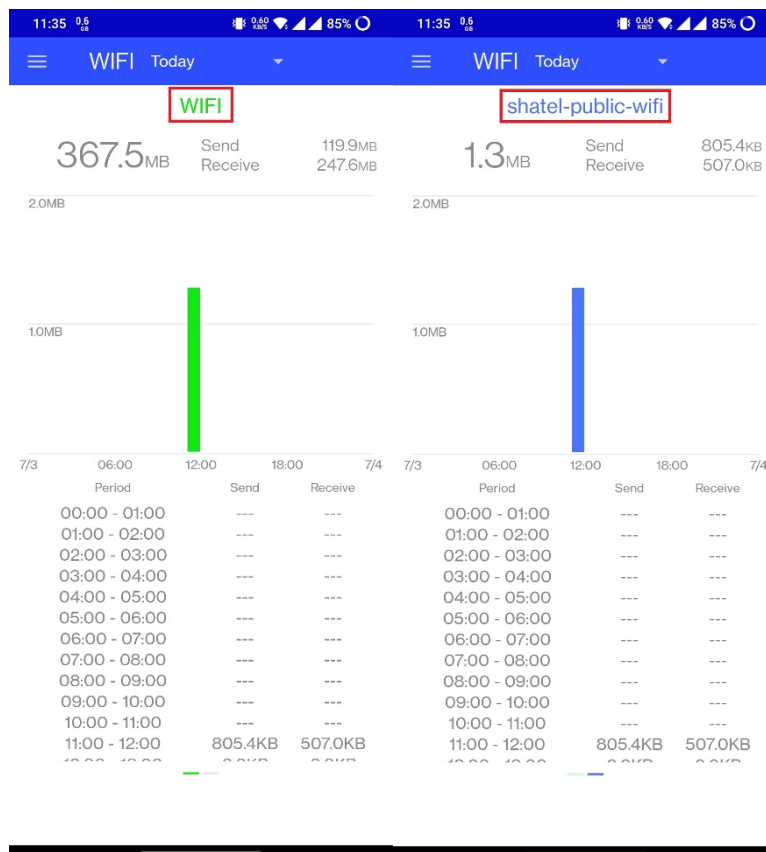 11:35 0.6 GB 0.60 KB/S 85%
WIFI Today
WIFI
367.5MB
Send 119.9MB
Receive 247.6MB
2.0MB
1.0MB
7/3 06:00 12:00 18:00 7/4
Period Send Receive
00:00 - 01:00 --- ---
01:00 - 02:00 --- ---
02:00 - 03:00 --- ---
03:00 - 04:00 --- ---
04:00 - 05:00 --- ---
05:00 - 06:00 --- ---
06:00 - 07:00 --- ---
07:00 - 08:00 --- ---
08:00 - 09:00 --- ---
09:00 - 10:00 --- ---
10:00 - 11:00 --- ---
11:00 - 12:00 805.4KB 507.0KB
11:35 0.6 GB 0.60 KB/S 85%
WIFI Today
shatel-public-wifi
1.3MB
Send 805.4KB
Receive 507.0KB
2.0MB
1.0MB
7/3 06:00 12:00 18:00 7/4
Period Send Receive
00:00 - 01:00 --- ---
01:00 - 02:00 --- ---
02:00 - 03:00 --- ---
03:00 - 04:00 --- ---
04:00 - 05:00 --- ---
05:00 - 06:00 --- ---
06:00 - 07:00 --- ---
07:00 - 08:00 --- ---
08:00 - 09:00 --- ---
09:00 - 10:00 --- ---
10:00 - 11:00 --- ---
11:00 - 12:00 805.4KB 507.0KB